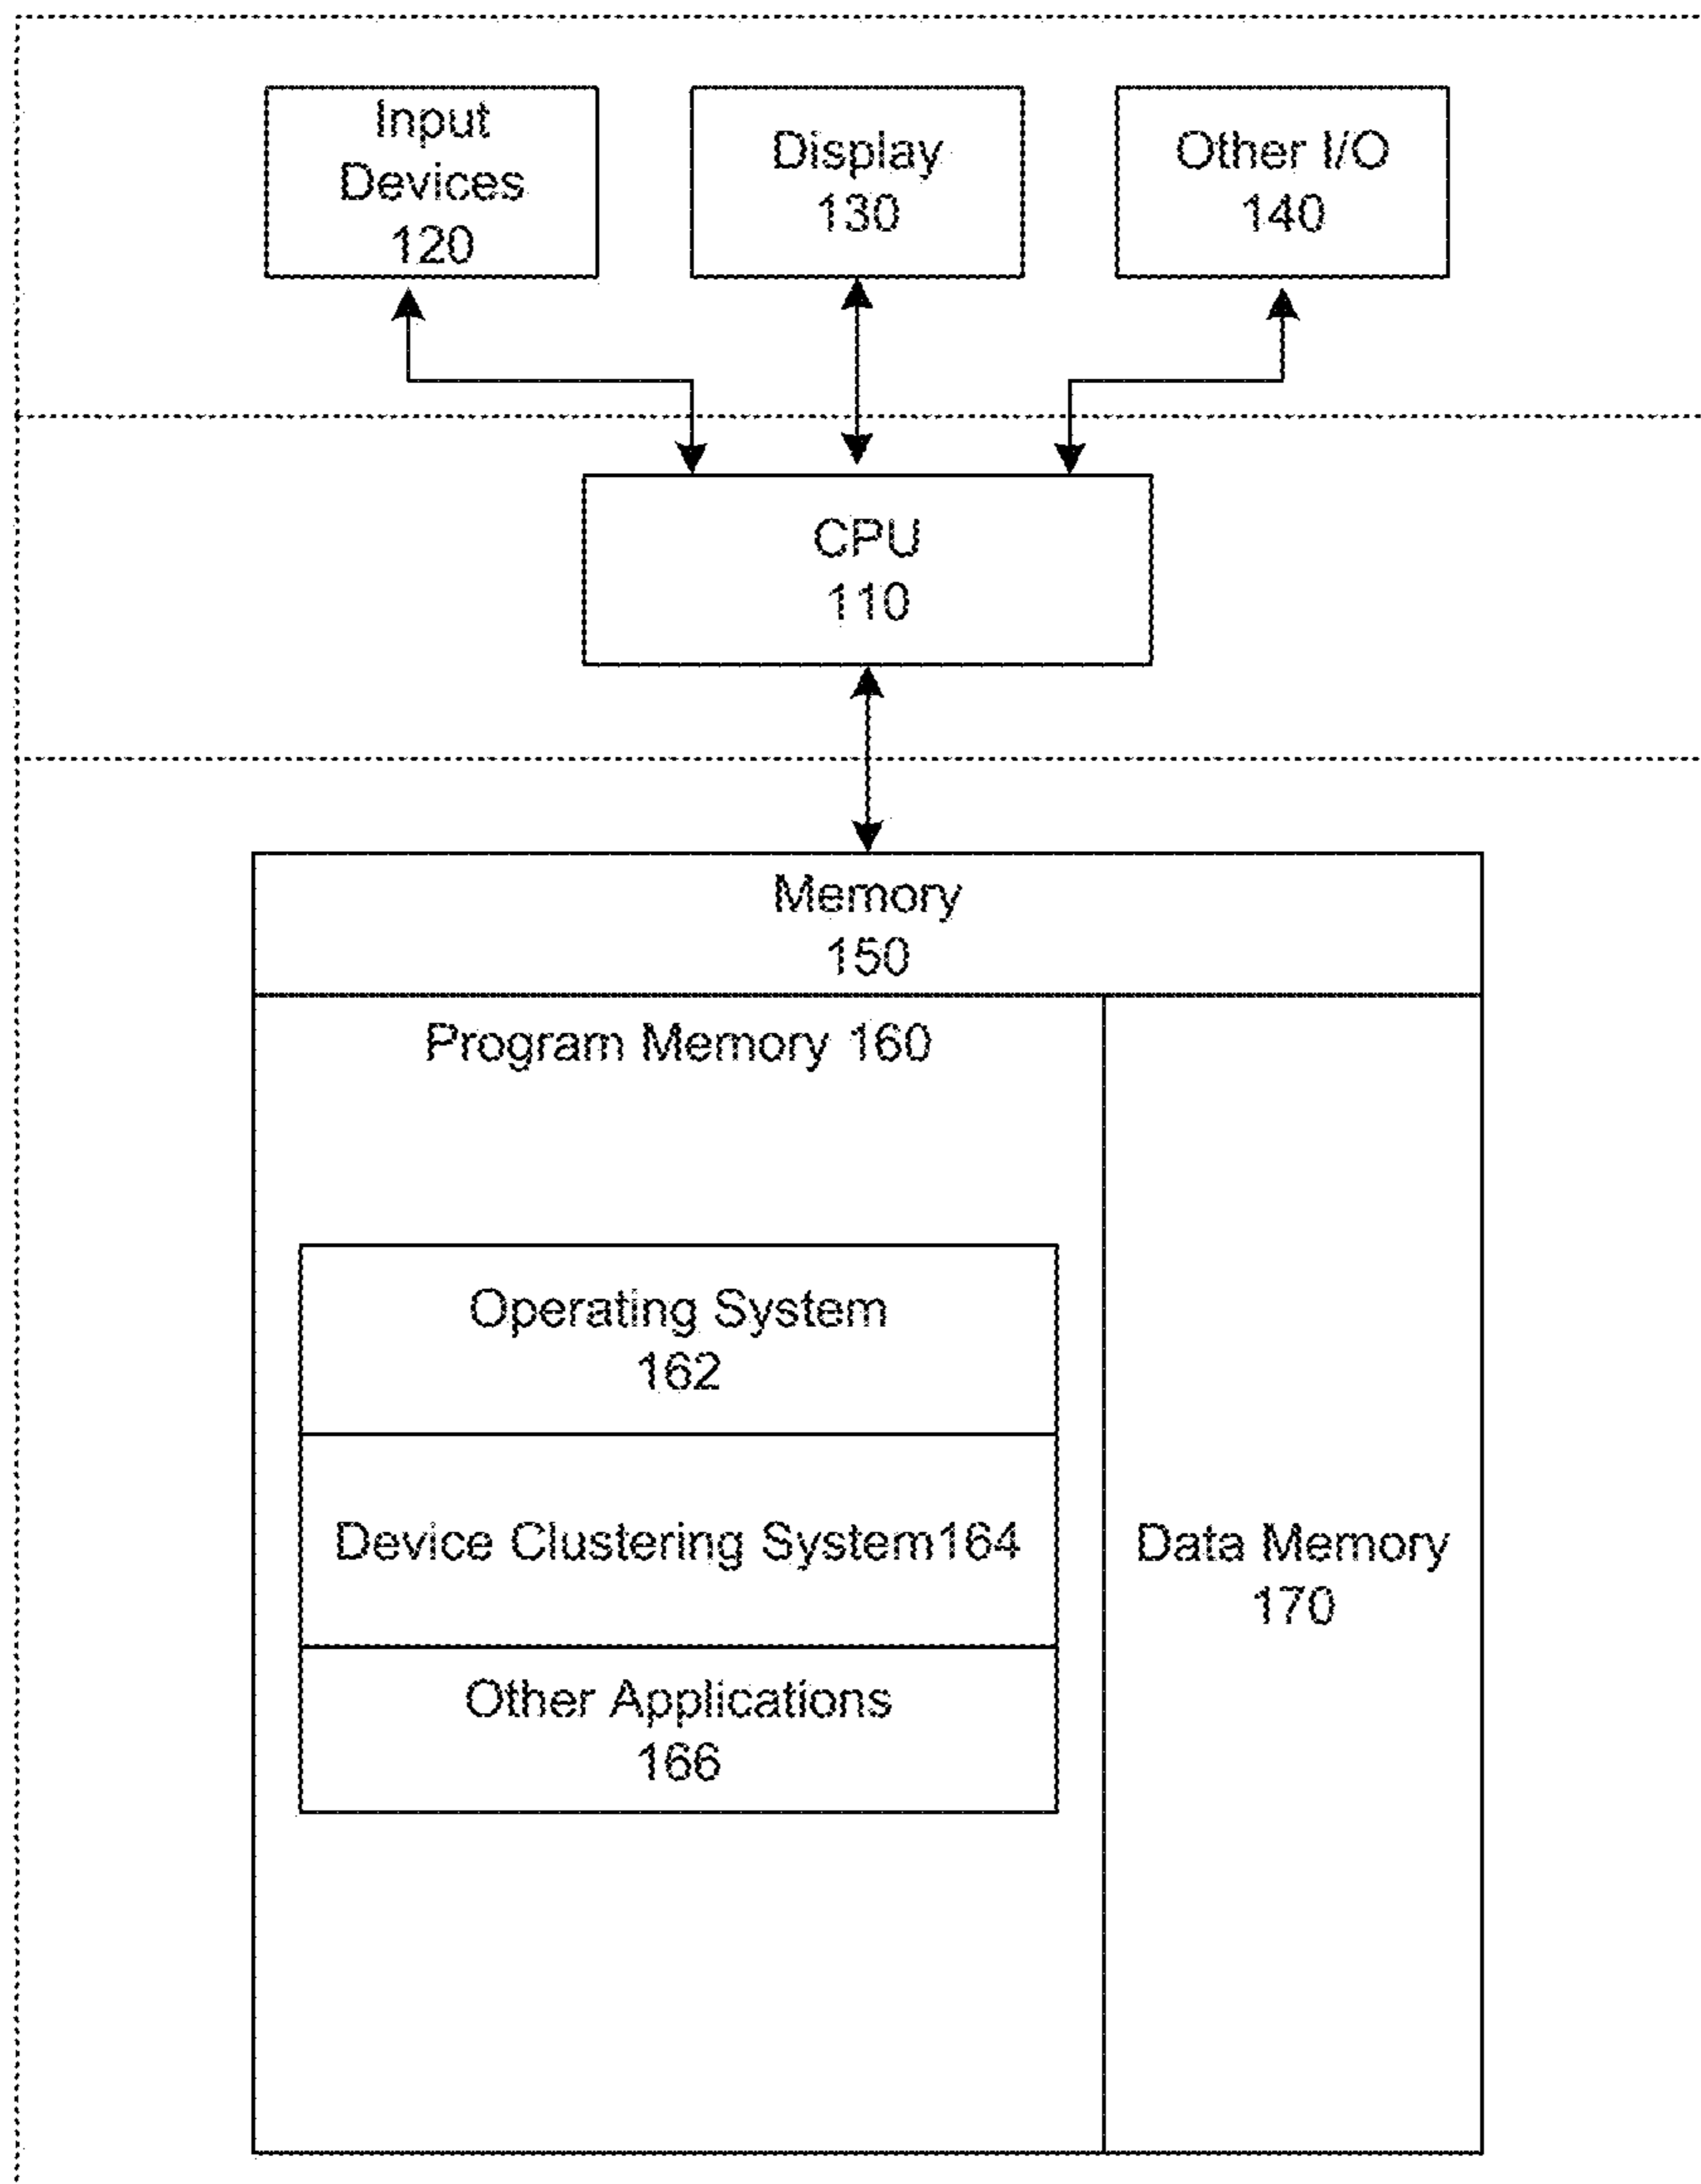 Input
Devices
120
Display
130
Other I/O
140
CPU
110
Memory
150
Program Memory 160
Operating System
162
Device Clustering System164
Other Applications
166
Data Memory
170